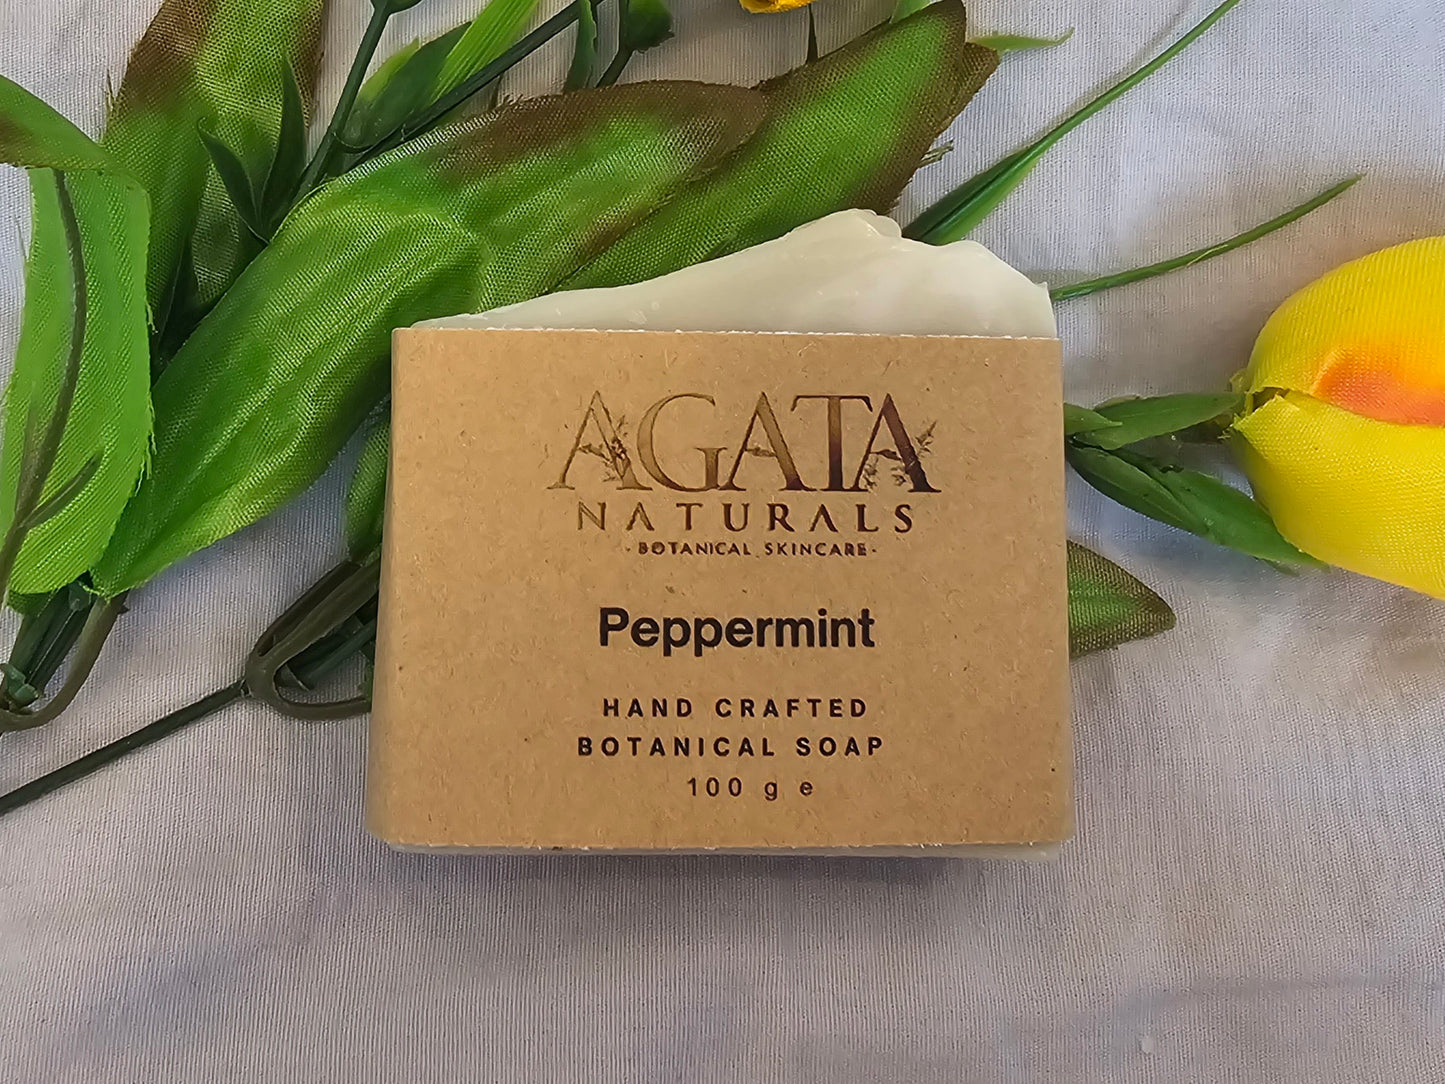 AGATA
NATURALS
· BOTANICAL SKINCARE ·
Peppermint
HAND CRAFTED
BOTANICAL SOAP
100 g e